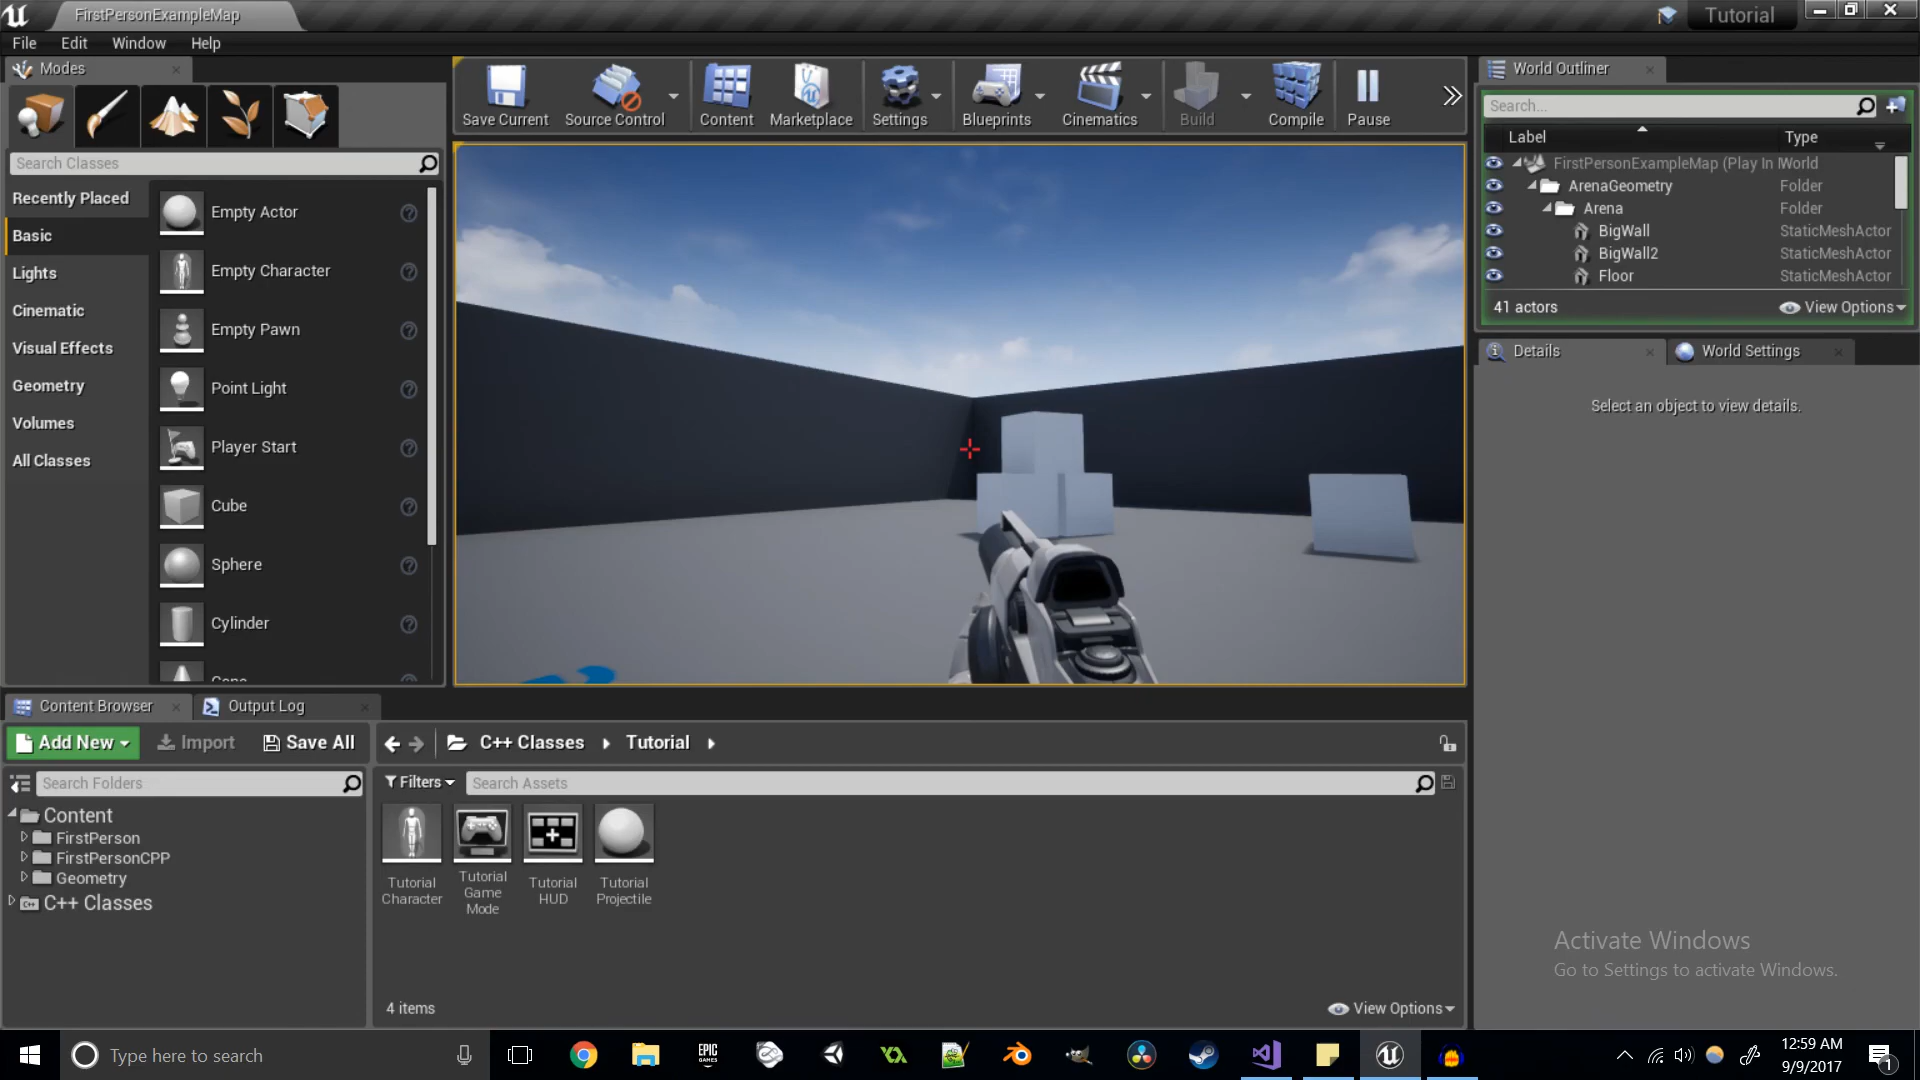 FirstPersonExampleMap
Tutorial
File Edit Window Help
Modes
Search Classes
Recently Placed
Basic
Lights
Cinematic
Visual Effects
Geometry
Volumes
All Classes
Empty Actor
Empty Character
Empty Pawn
Point Light
Player Start
Cube
Sphere
Cylinder
Save Current Source Control Content Marketplace Settings Blueprints Cinematics Build Compile Pause
World Outliner
Search...
Label Type
FirstPersonExampleMap (Play In World
ArenaGeometry Folder
Arena Folder
BigWall StaticMeshActor
BigWall2 StaticMeshActor
Floor StaticMeshActor
41 actors View Options
Details World Settings
Select an object to view details.
Content Browser Output Log
Add New Import Save All C++ Classes Tutorial
Search Folders
Filters Search Assets
Content
FirstPerson
FirstPersonCPP
Geometry
C++ Classes
Tutorial
Character
Tutorial
Game
Mode
Tutorial
HUD
Tutorial
Projectile
4 items View Options
Activate Windows
Go to Settings to activate Windows.
Type here to search
EPIC
GAMES
12:59 AM
9/9/2017
1